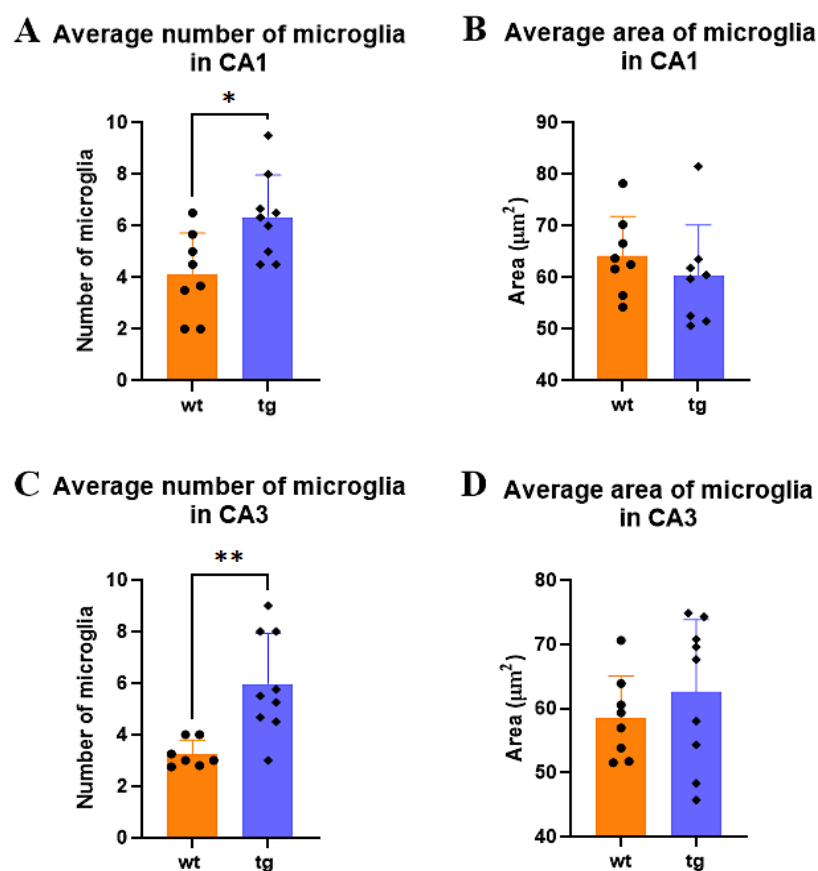 A Average number of microglia
in CA1
*
Number of microglia
10
8
6
4
2
0
wt tg
B Average area of microglia
in CA1
Area (μm²)
90
80
70
60
50
40
wt tg
C Average number of microglia
in CA3
**
Number of microglia
10
8
6
4
2
0
wt tg
D Average area of microglia
in CA3
Area (μm²)
80
70
60
50
40
wt tg